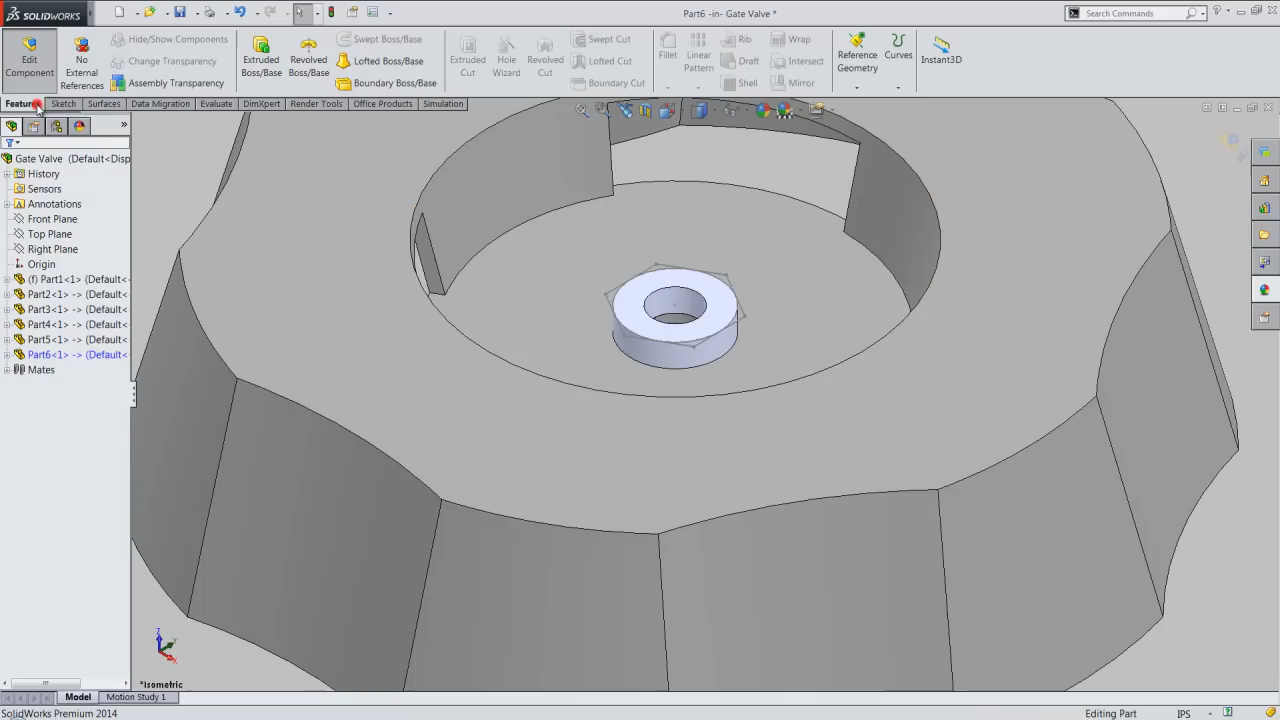 SOLIDWORKS
Part6 -in- Gate Valve *
Search Commands
Edit Component
No External References
Hide/Show Components
Change Transparency
Assembly Transparency
Extruded Boss/Base
Revolved Boss/Base
Swept Boss/Base
Lofted Boss/Base
Boundary Boss/Base
Extruded Cut
Hole Wizard
Revolved Cut
Swept Cut
Lofted Cut
Boundary Cut
Fillet
Linear Pattern
Rib
Draft
Shell
Wrap
Intersect
Mirror
Reference Geometry
Curves
Instant3D
Sketch
Surfaces
Data Migration
Evaluate
DimXpert
Render Tools
Office Products
Simulation
Gate Valve (Default<Disp
History
Sensors
Annotations
Front Plane
Top Plane
Right Plane
Origin
(f) Part1<1> (Default<
Part2<1> -> (Default<
Part3<1> -> (Default<
Part4<1> -> (Default<
Part5<1> -> (Default<
Part6<1> -> (Default<
Mates
Z
Y
X
*Isometric
Model
Motion Study 1
SolidWorks Premium 2014
Editing Part
IPS